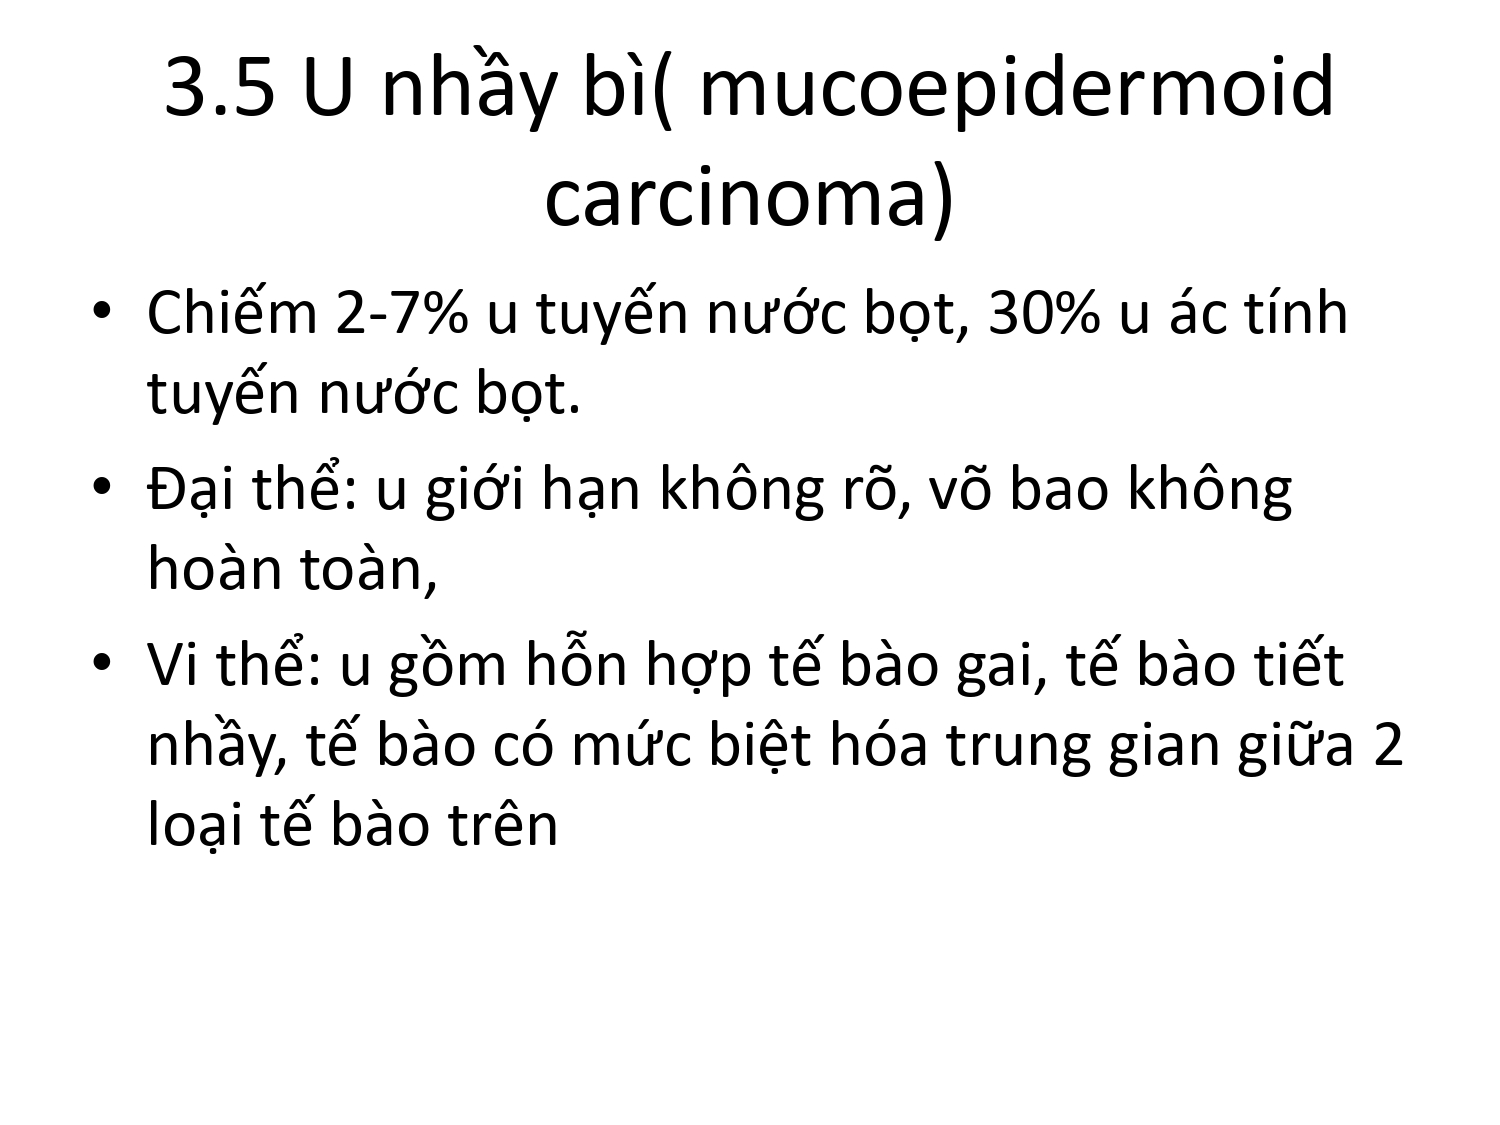 3.5 U nhầy bì( mucoepidermoid
carcinoma)
• Chiếm 2-7% u tuyến nước bọt, 30% u ác tính
tuyến nước bọt.
• Đại thể: u giới hạn không rõ, võ bao không
hoàn toàn,
• Vi thể: u gồm hỗn hợp tế bào gai, tế bào tiết
nhầy, tế bào có mức biệt hóa trung gian giữa 2
loại tế bào trên